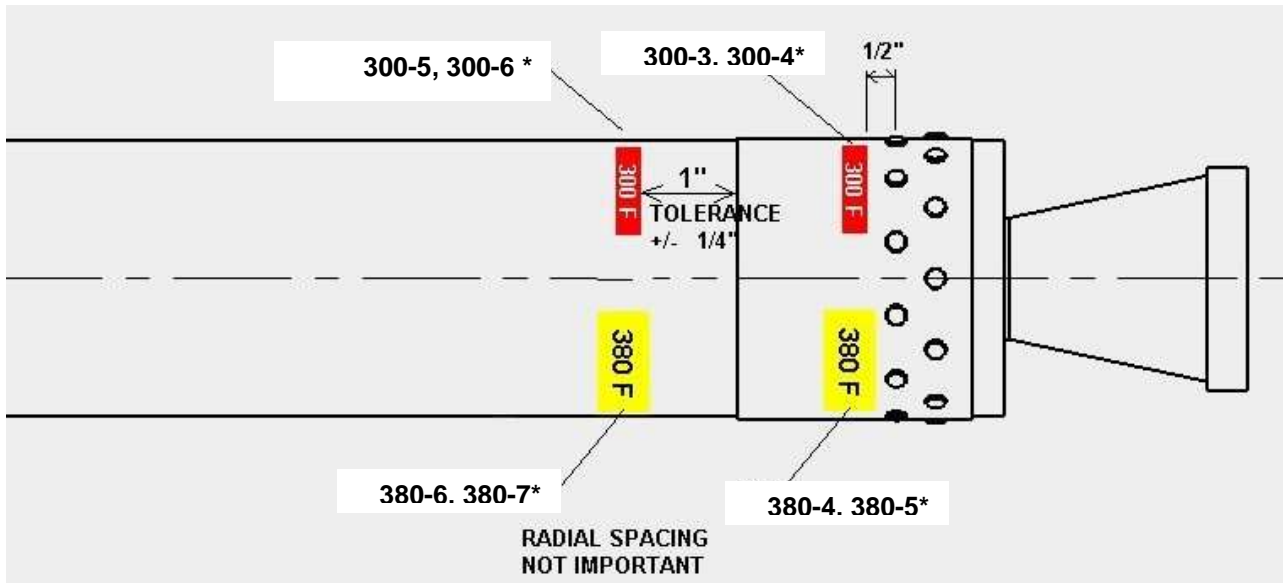 300-5, 300-6 *
300-3. 300-4*
1/2"
300 F
300 F
1"
TOLERANCE
+/- 1/4"
380 F
380 F
380-6. 380-7*
380-4. 380-5*
RADIAL SPACING
NOT IMPORTANT